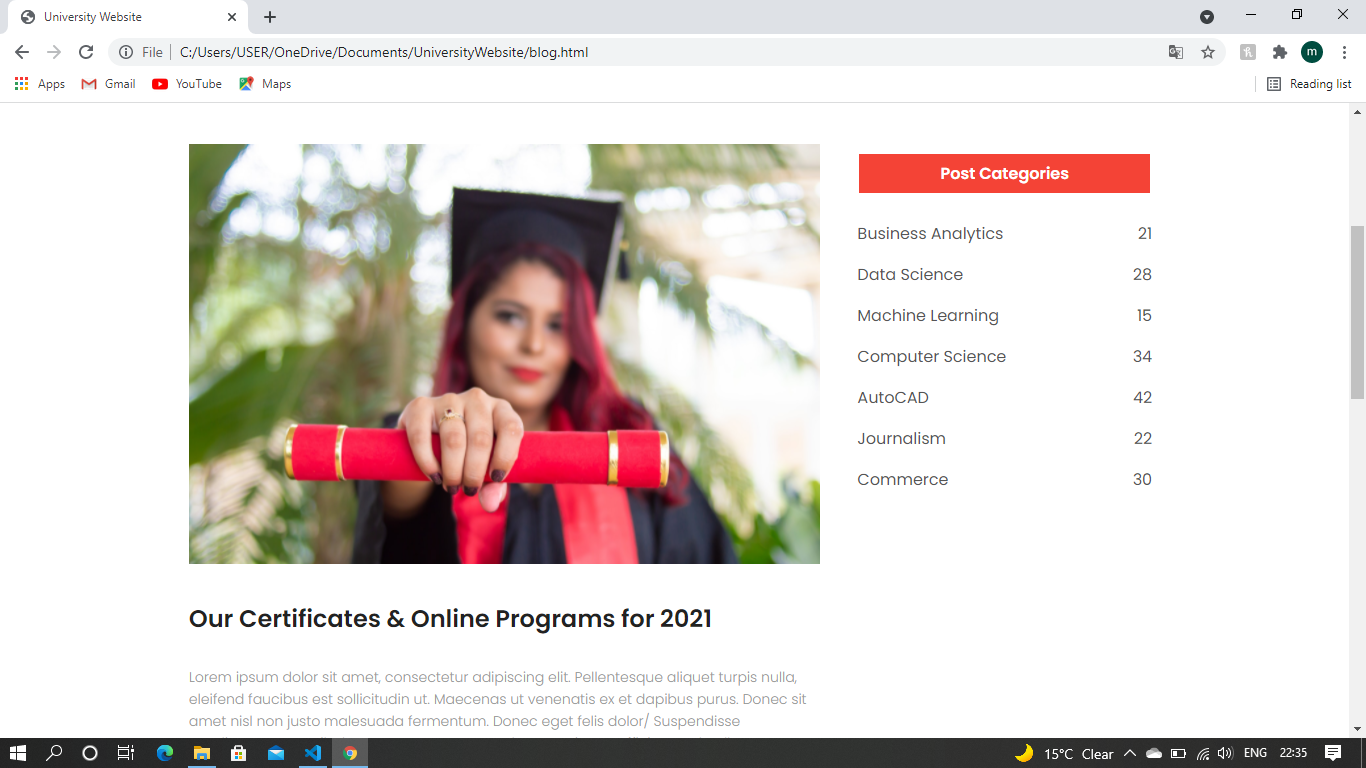 University Website
File C:/Users/USER/OneDrive/Documents/UniversityWebsite/blog.html
m
Apps Gmail YouTube Maps Reading list
Post Categories
Business Analytics 21
Data Science 28
Machine Learning 15
Computer Science 34
AutoCAD 42
Journalism 22
Commerce 30
Our Certificates & Online Programs for 2021
Lorem ipsum dolor sit amet, consectetur adipiscing elit. Pellentesque aliquet turpis nulla,
eleifend faucibus est sollicitudin ut. Maecenas ut venenatis ex et dapibus purus. Donec sit
amet nisl non justo malesuada fermentum. Donec eget felis dolor/ Suspendisse
15°C Clear ENG 22:35